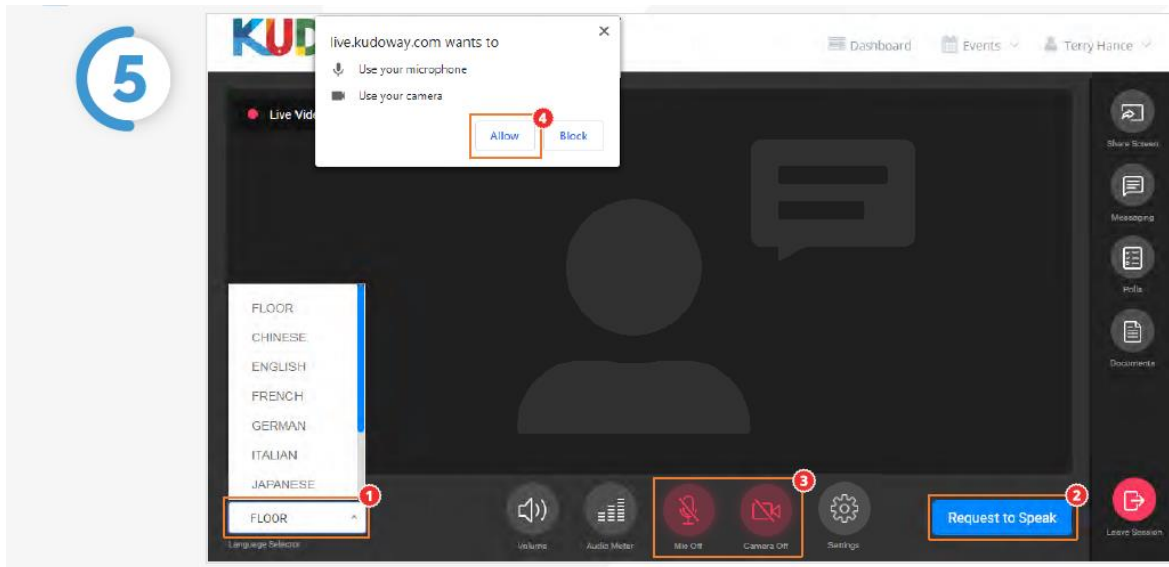 5
KUD
live.kudoway.com wants to
Use your microphone
Use your camera
4
Allow
Block
Dashboard
Events
Terry Hance
Live Vid
Share Screen
Messaging
Polls
Documents
FLOOR
CHINESE
ENGLISH
FRENCH
GERMAN
ITALIAN
JAPANESE
1
FLOOR
Language Selector
Volume
Audio Meter
3
Mic Off
Camera Off
Settings
2
Request to Speak
Leave Session